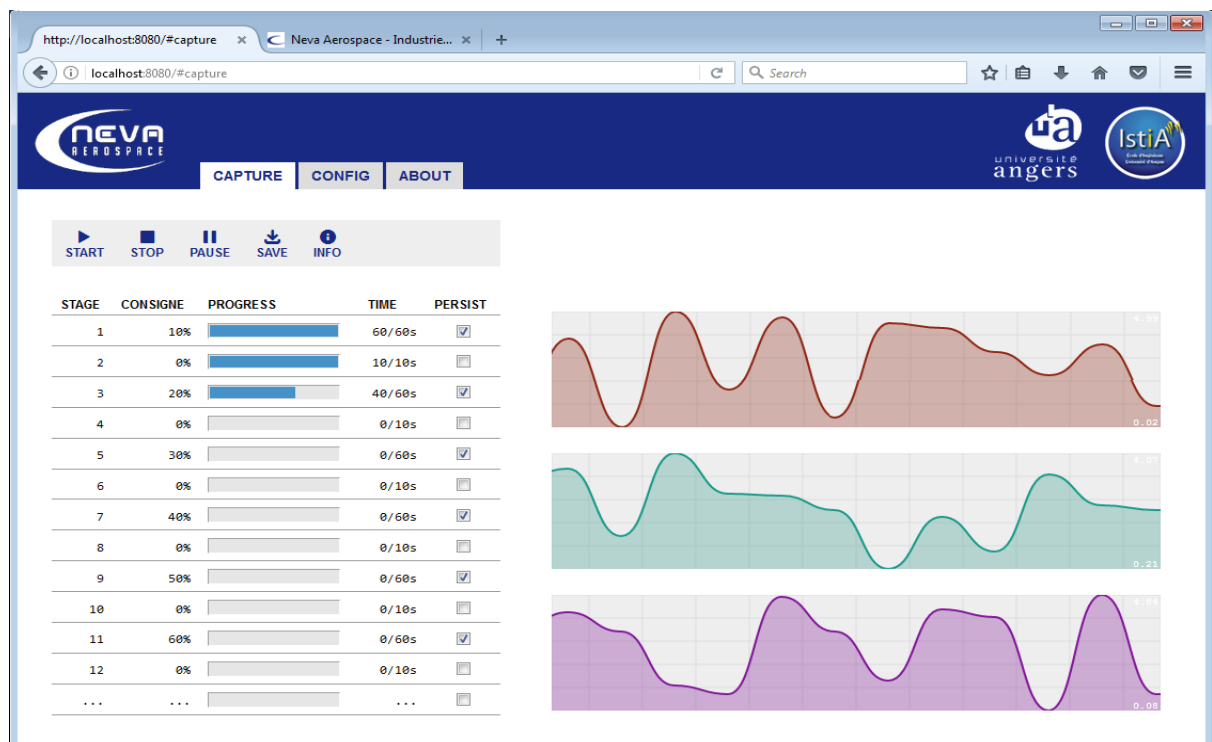 http://localhost:8080/#capture
Neva Aerospace - Industrie...
localhost:8080/#capture
Search
NEVA
AEROSPACE
CAPTURE CONFIG ABOUT
ua
université
angers
IstiA
START STOP PAUSE SAVE INFO
STAGE CONSIGNE PROGRESS TIME PERSIST
1 10% 60/60s
2 0% 10/10s
3 20% 40/60s
4 0% 0/10s
5 30% 0/60s
6 0% 0/10s
7 40% 0/60s
8 0% 0/10s
9 50% 0/60s
10 0% 0/10s
11 60% 0/60s
12 0% 0/10s
... ... ...
0.02
0.21
0.08